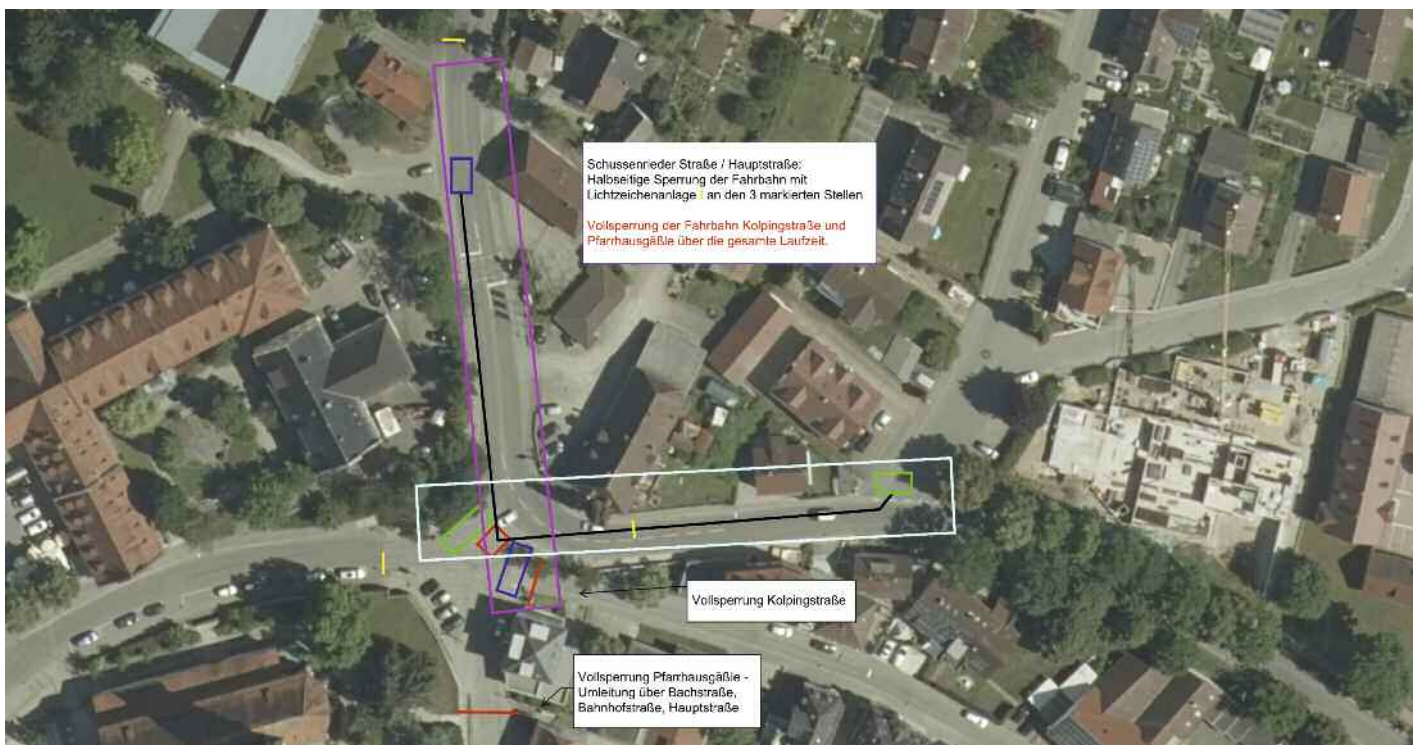 Schussenrieder Straße / Hauptstraße:
Halbseitige Sperrung der Fahrbahn mit
Lichtzeichenanlage an den 3 markierten Stellen
Vollsperrung der Fahrbahn Kolpingstraße und
Pfarrhausgäßle über die gesamte Laufzeit.
Vollsperrung Kolpingstraße
Vollsperrung Pfarrhausgäßle -
Umleitung über Bachstraße,
Bahnhofstraße, Hauptstraße